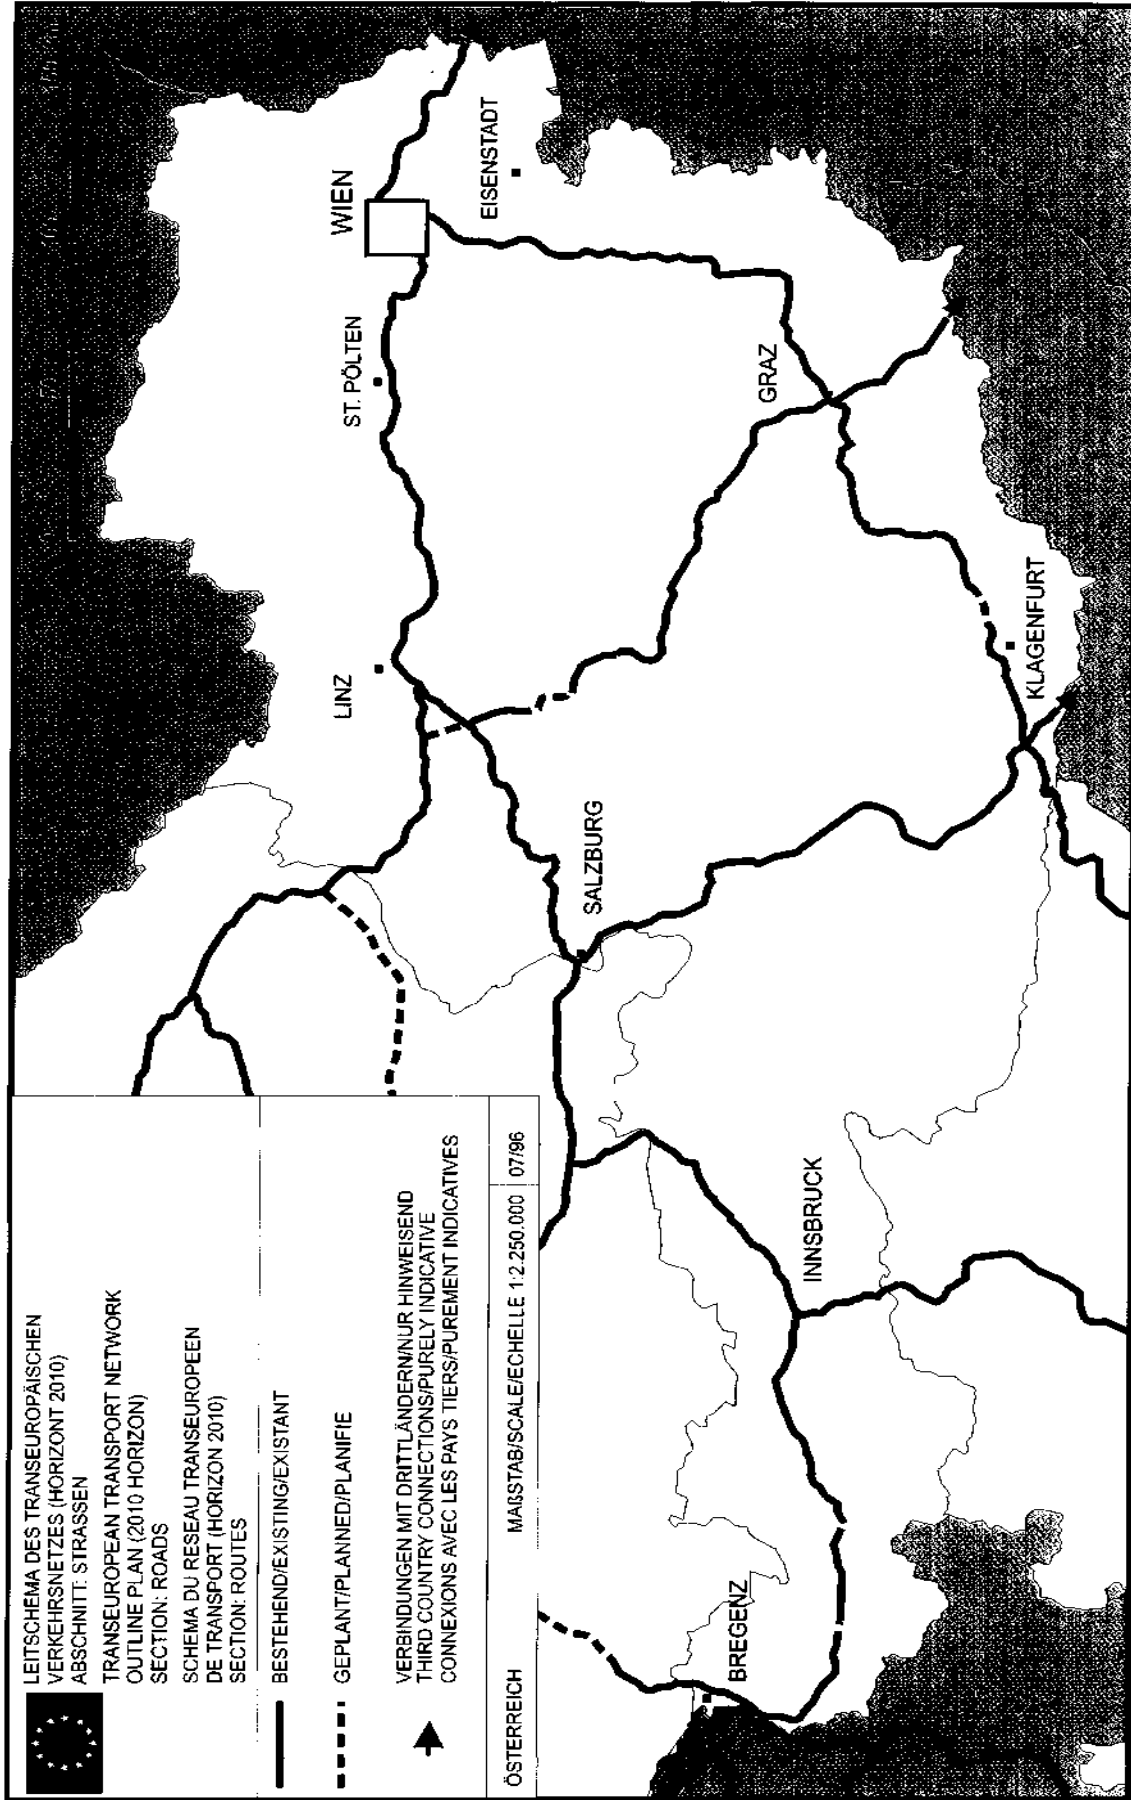 LEITSCHEMA DES TRANSEUROPÄISCHEN
VERKEHRSNETZES (HORIZONT 2010)
ABSCHNITT: STRASSEN
TRANSEUROPEAN TRANSPORT NETWORK
OUTLINE PLAN (2010 HORIZON)
SECTION: ROADS
SCHEMA DU RESEAU TRANSEUROPEEN
DE TRANSPORT (HORIZON 2010)
SECTION: ROUTES
BESTEHEND/EXISTING/EXISTANT
GEPLANT/PLANNED/PLANIFIE
VERBINDUNGEN MIT DRITTLÄNDERN/NUR HINWEISEND
THIRD COUNTRY CONNECTIONS/PURELY INDICATIVE
CONNEXIONS AVEC LES PAYS TIERS/PUREMENT INDICATIVES
ÖSTERREICH
MAßSTAB/SCALE/ECHELLE 1:2.250.000
07/96
WIEN
EISENSTADT
ST. PÖLTEN
LINZ
GRAZ
SALZBURG
KLAGENFURT
INNSBRUCK
BREGENZ